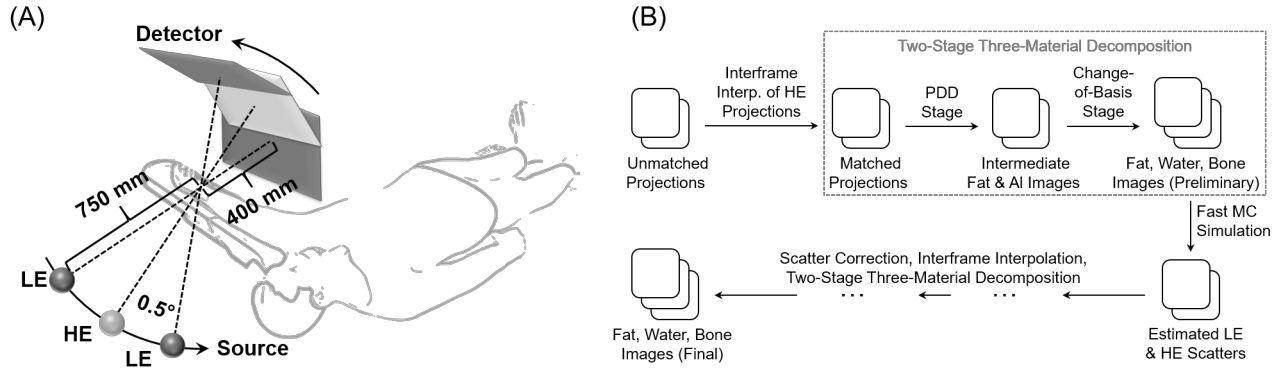 (A)
Detector
750 mm
400 mm
LE
HE
LE
0.5°
Source
(B)
Two-Stage Three-Material Decomposition
Interframe
Interp. of HE
Projections
PDD
Stage
Change-
of-Basis
Stage
Unmatched
Projections
Matched
Projections
Intermediate
Fat & Al Images
Fat, Water, Bone
Images (Preliminary)
Fast MC
Simulation
Scatter Correction, Interframe Interpolation,
Two-Stage Three-Material Decomposition
. . .
. . .
Fat, Water, Bone
Images (Final)
Estimated LE
& HE Scatters